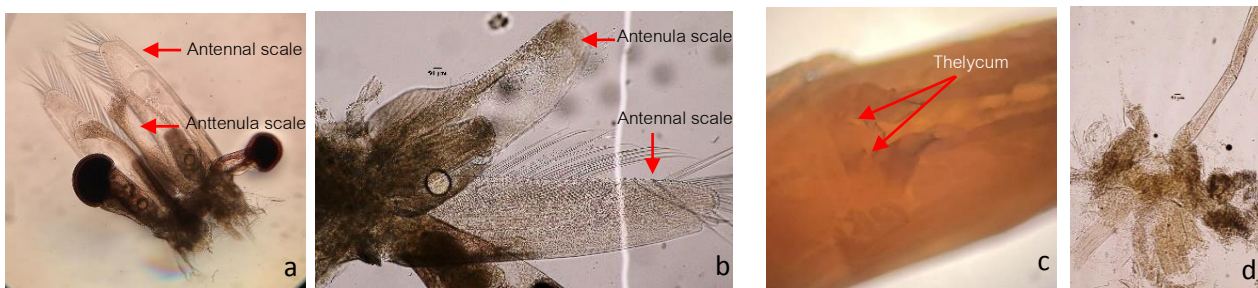 Antennal scale
Anttenula scale
a
Antenula scale
Antennal scale
b
Thelycum
c
d